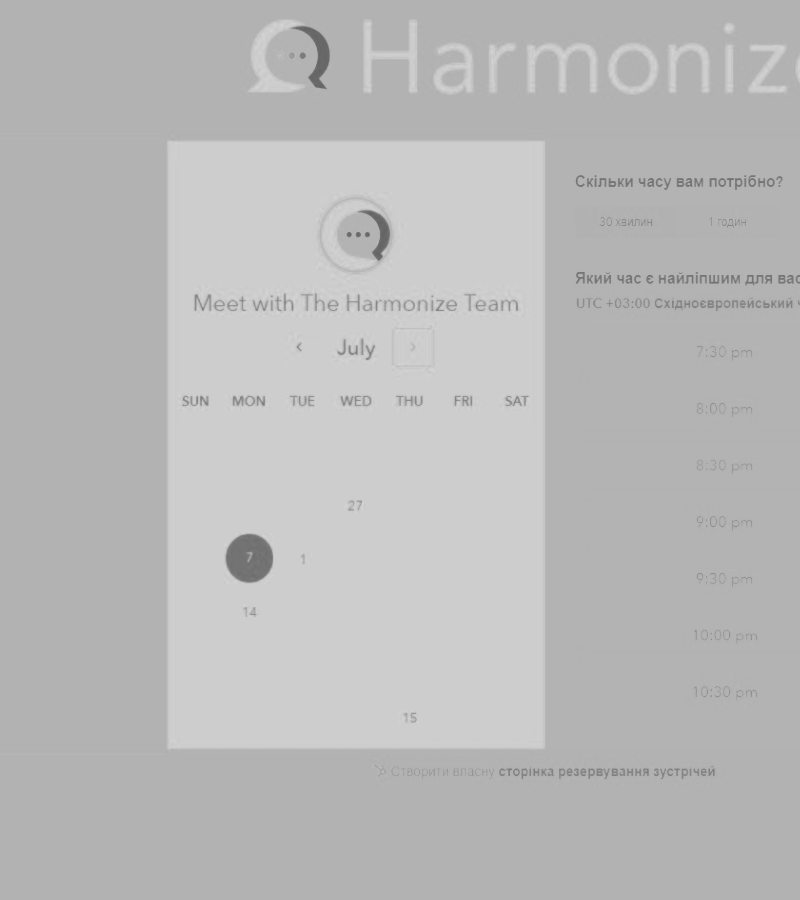 Harmoniz
Meet with The Harmonize Team
July
SUN MON TUE WED THU FRI SAT
27
7 1
14
15
Скільки часу вам потрібно?
30 хвилин 1 годин
Який час є найліпшим для вас
UTC +03:00 Східноєвропейський ч
7:30 pm
8:00 pm
8:30 pm
9:00 pm
9:30 pm
10:00 pm
10:30 pm
Створити власну сторінка резервування зустрічей